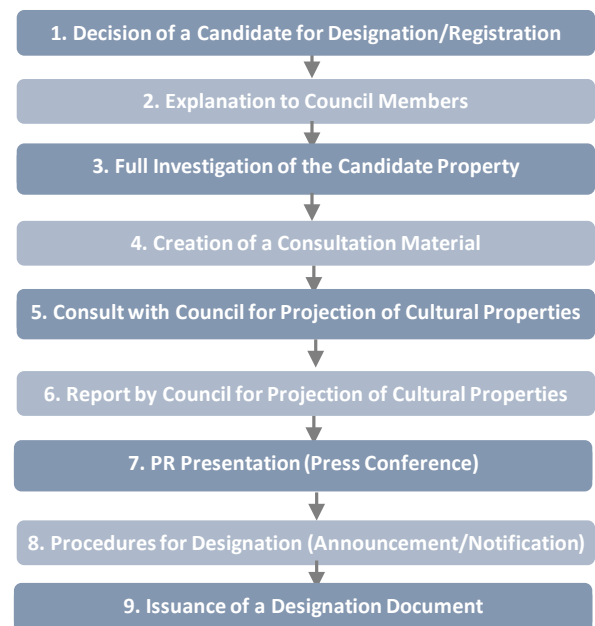 1. Decision of a Candidate for Designation/Registration
2. Explanation to Council Members
3. Full Investigation of the Candidate Property
4. Creation of a Consultation Material
5. Consult with Council for Projection of Cultural Properties
6. Report by Council for Projection of Cultural Properties
7. PR Presentation (Press Conference)
8. Procedures for Designation (Announcement/Notification)
9. Issuance of a Designation Document